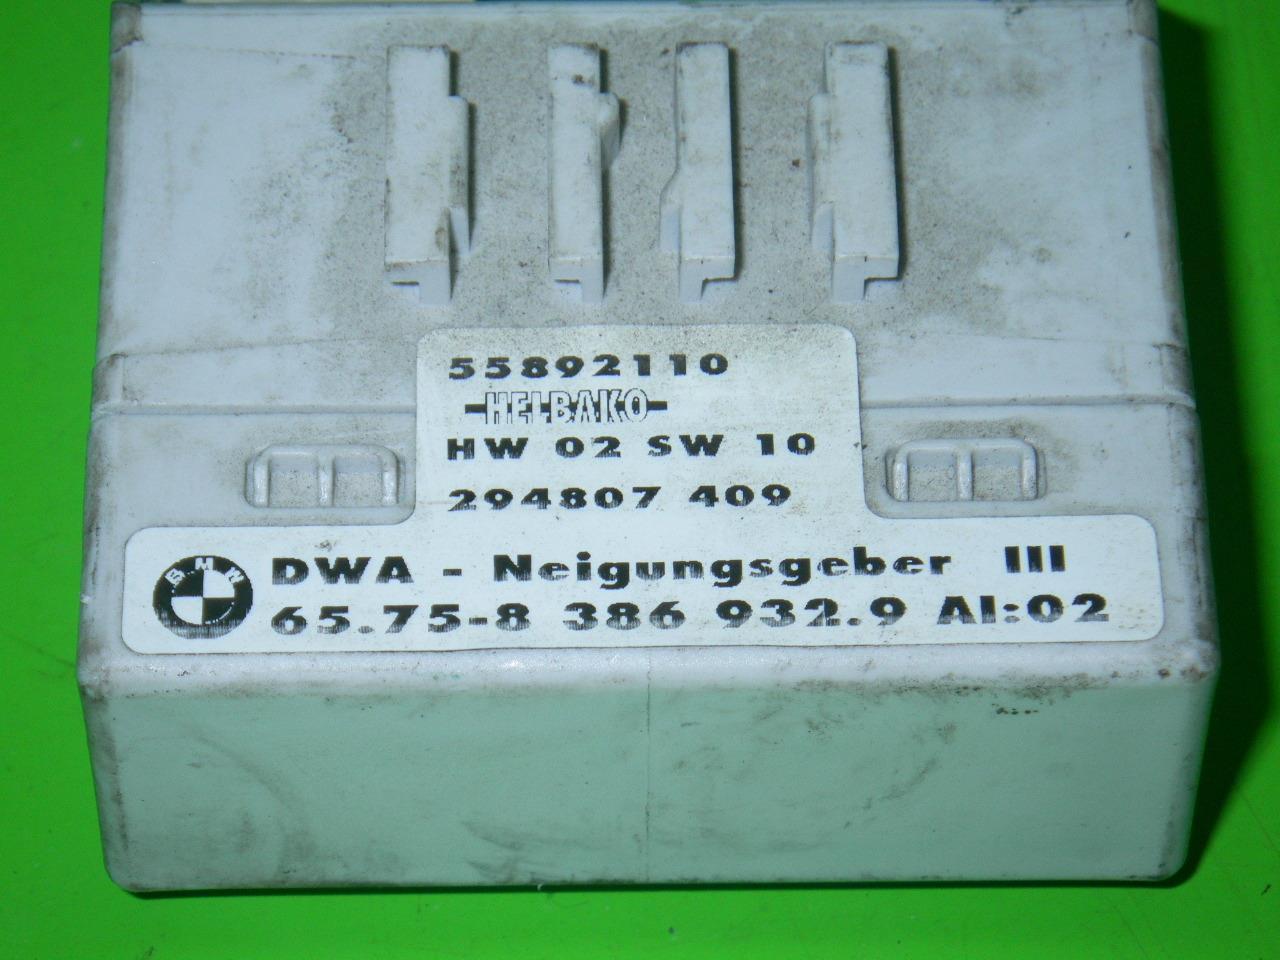 55892110
HELBAKO
HW 02 SW 10
294807 409
BMW
DWA - Neigungsgeber III
65.75-8 386 932.9 AI:02